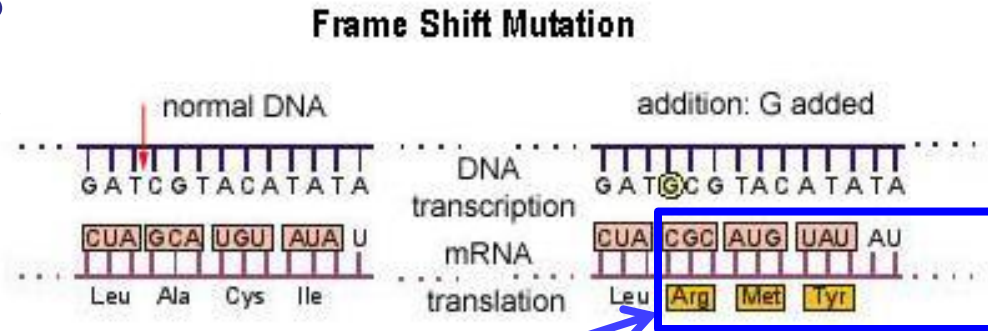 Frame Shift Mutation
normal DNA
addition: G added
GATCGTACATATA
DNA
GATGCGTACATATA
transcription
CUA GCA UGU AUA U
mRNA
CUA CGC AUG UAU AU
Leu Ala Cys Ile
translation
Leu Arg Met Tyr